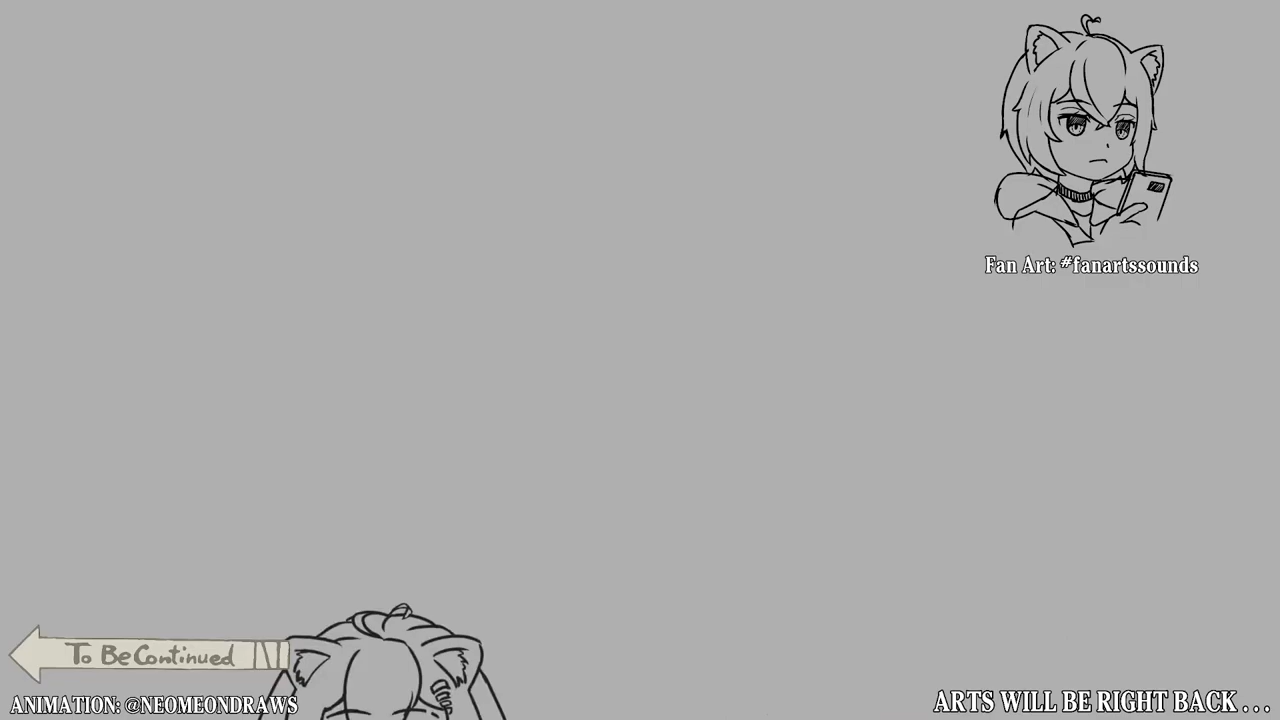 Fan Art: #fanartssounds
To Be Continued
ANIMATION: @NEOMEONDRAWS
ARTS WILL BE RIGHT BACK . . .